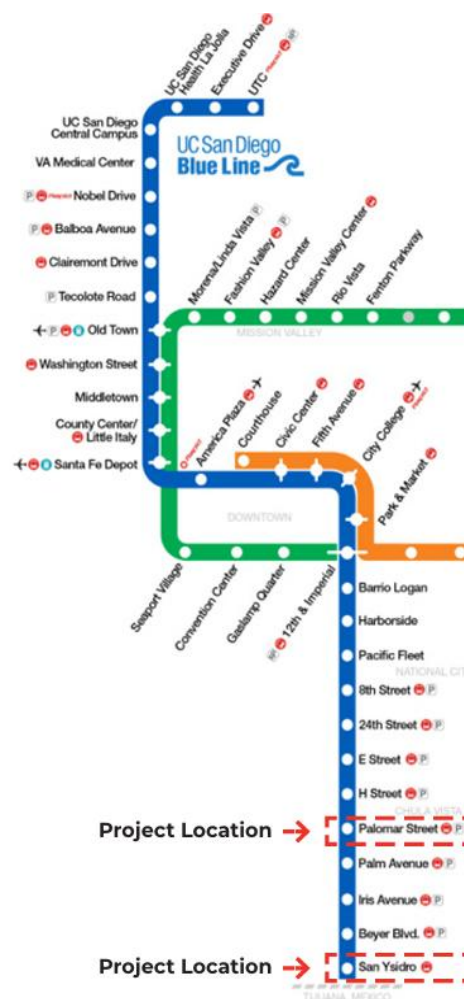 UC San Diego
Health La Jolla
Executive Drive
UTC
UC San Diego
Central Campus
UC San Diego
Blue Line
VA Medical Center
P Nobel Drive
P Balboa Avenue
Clairemont Drive
P Tecolote Road
P Old Town
Washington Street
Middletown
County Center/
Little Italy
Santa Fe Depot
Morena/Linda Vista P
Fashion Valley P
Hazard Center
Mission Valley Center
Rio Vista
Fenton Parkway
MISSION VALLEY
America Plaza
Courthouse
Civic Center
Fifth Avenue
City College
Park & Market
DOWNTOWN
Seaport Village
Convention Center
Gaslamp Quarter
12th & Imperial
Barrio Logan
Harborside
Pacific Fleet
NATIONAL CIT
8th Street P
24th Street P
E Street P
H Street P
CHULA VISTA
Project Location
Palomar Street P
Palm Avenue P
Iris Avenue P
Beyer Blvd. P
Project Location
San Ysidro
TIJUANA, MEXICO